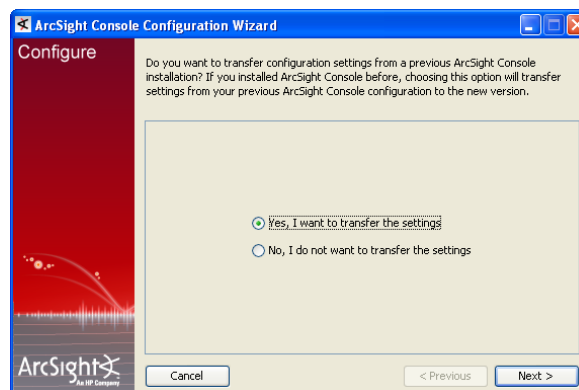 ArcSight Console Configuration Wizard
Configure
Do you want to transfer configuration settings from a previous ArcSight Console
installation? If you installed ArcSight Console before, choosing this option will transfer
settings from your previous ArcSight Console configuration to the new version.
Yes, I want to transfer the settings
No, I do not want to transfer the settings
ArcSight
An HP Company
Cancel
< Previous
Next >